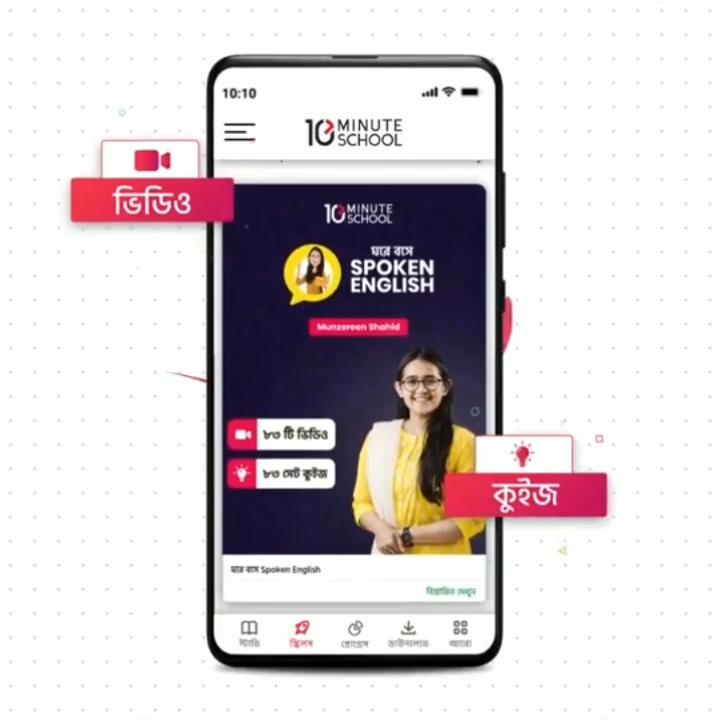 10:10
10 MINUTE
SCHOOL
ভিডিও
10 MINUTE
SCHOOL
ঘরে বসে
SPOKEN
ENGLISH
Munzereen Shahid
৮৩ টি ভিডিও
৮৩ সেট কুইজ
কুইজ
ঘরে বসে Spoken English
বিস্তারিত দেখুন
স্টাডি স্কিলস প্রোগ্রেস ডাউনলোড আরো